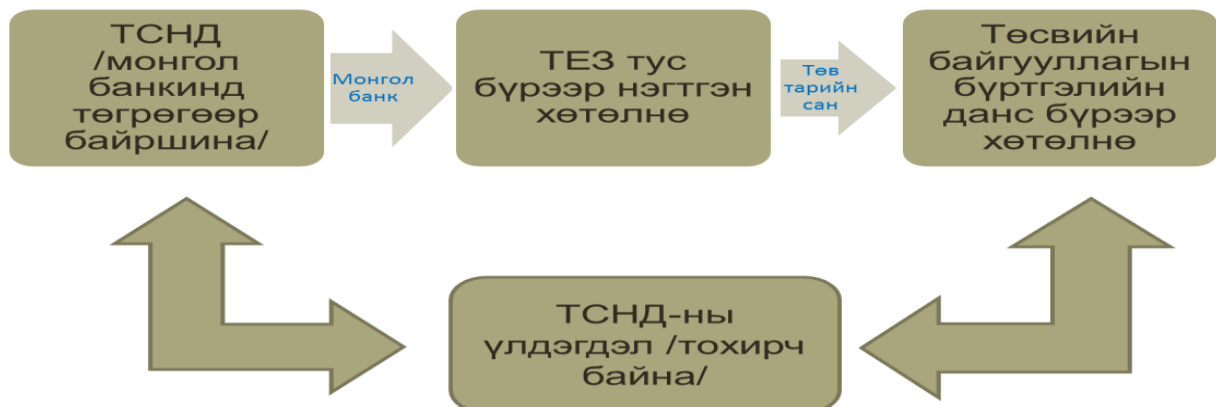 ТСНД
/монгол
банкинд
төгрөгөөр
байршина/
Монгол
банк
ТЕЗ тус
бүрээр нэгтгэн
хөтөлнө
Төв
тарийн
сан
Төсвийн
байгууллагын
бүртгэлийн
данс бүрээр
хөтөлнө
ТСНД-ны
үлдэгдэл /тохирч
байна/